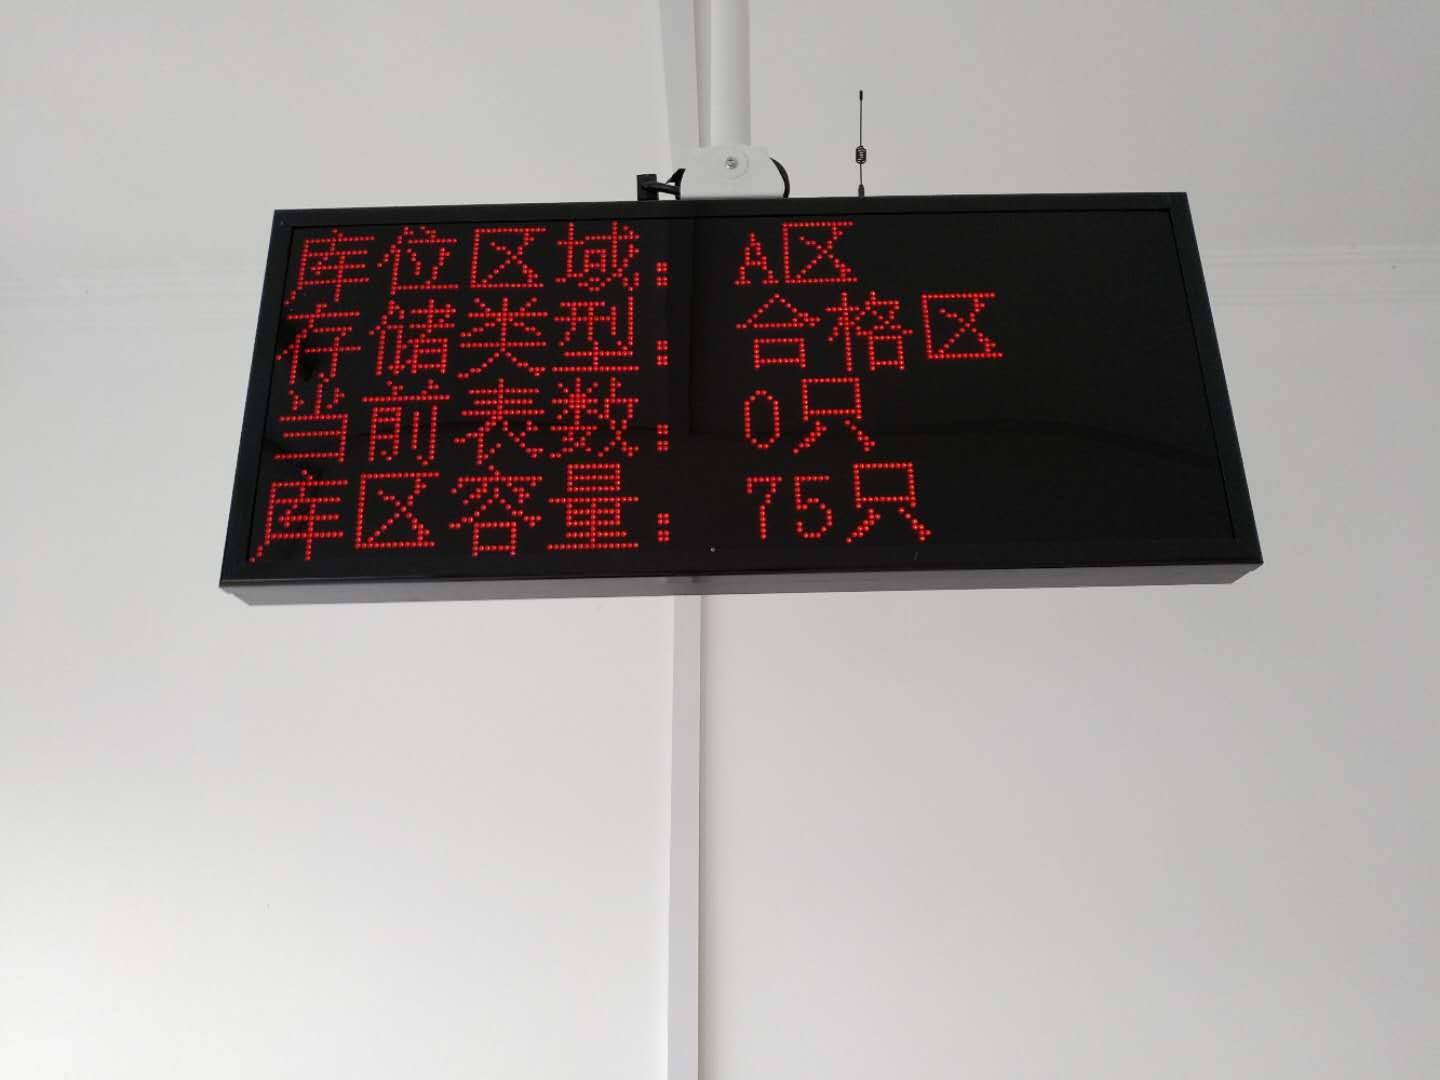 库位区域: A区
存储类型: 合格区
当前表数: 0只
库区容量: 75只